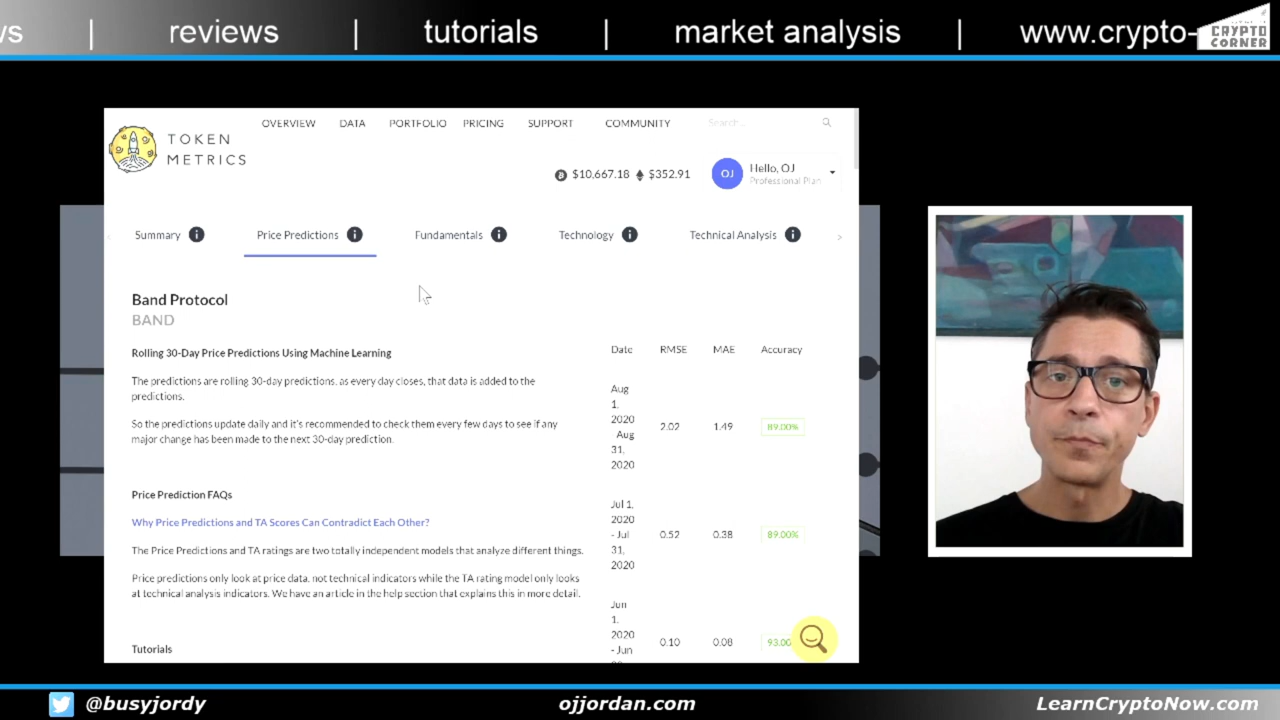 ws | reviews | tutorials | market analysis | www.crypto-
CRYPTO
CORNER
OVERVIEW DATA PORTFOLIO PRICING SUPPORT COMMUNITY Search...
TOKEN
METRICS
$10,667.18 $352.91
OJ
Hello, OJ
Professional Plan
Summary i Price Predictions i Fundamentals i Technology i Technical Analysis i
Band Protocol
BAND
Rolling 30-Day Price Predictions Using Machine Learning
The predictions are rolling 30-day predictions, as every day closes, that data is added to the
predictions.
So the predictions update daily and it's recommended to check them every few days to see if any
major change has been made to the next 30-day prediction.
Price Prediction FAQs
Why Price Predictions and TA Scores Can Contradict Each Other?
The Price Predictions and TA ratings are two totally independent models that analyze different things.
Price predictions only look at price data, not technical indicators while the TA rating model only looks
at technical analysis indicators. We have an article in the help section that explains this in more detail.
Tutorials
Date RMSE MAE Accuracy
Aug
1,
2020
- Aug
31,
2020
2.02 1.49 89.00%
Jul 1,
2020
- Jul
31,
2020
0.52 0.38 89.00%
Jun
1,
2020
- Jun
0.10 0.08 93.00
@busyjordy ojjordan.com LearnCryptoNow.com